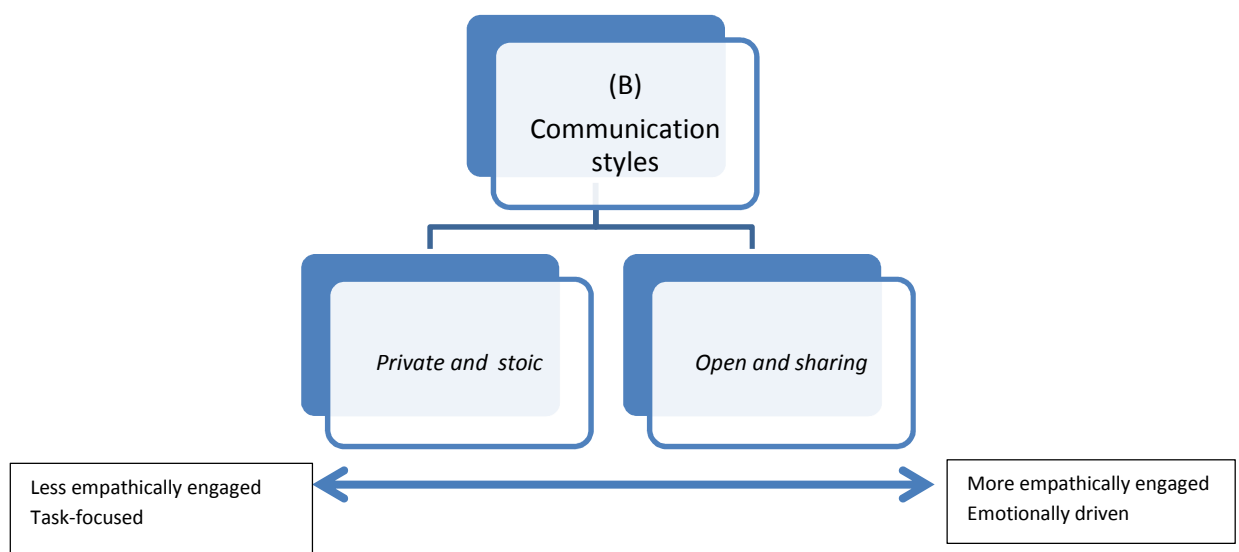 (B)
Communication
styles
Private and  stoic
Open and sharing
Less empathically engaged
Task-focused
More empathically engaged
Emotionally driven